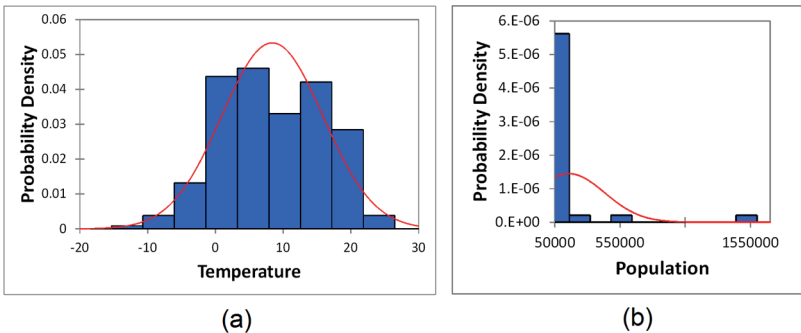 0.06
0.05
0.04
0.03
0.02
0.01
0
Probability Density
-20 -10 0 10 20 30
Temperature
(a)
6.E-06
5.E-06
4.E-06
3.E-06
2.E-06
1.E-06
0.E+00
Probability Density
50000 550000 1550000
Population
(b)